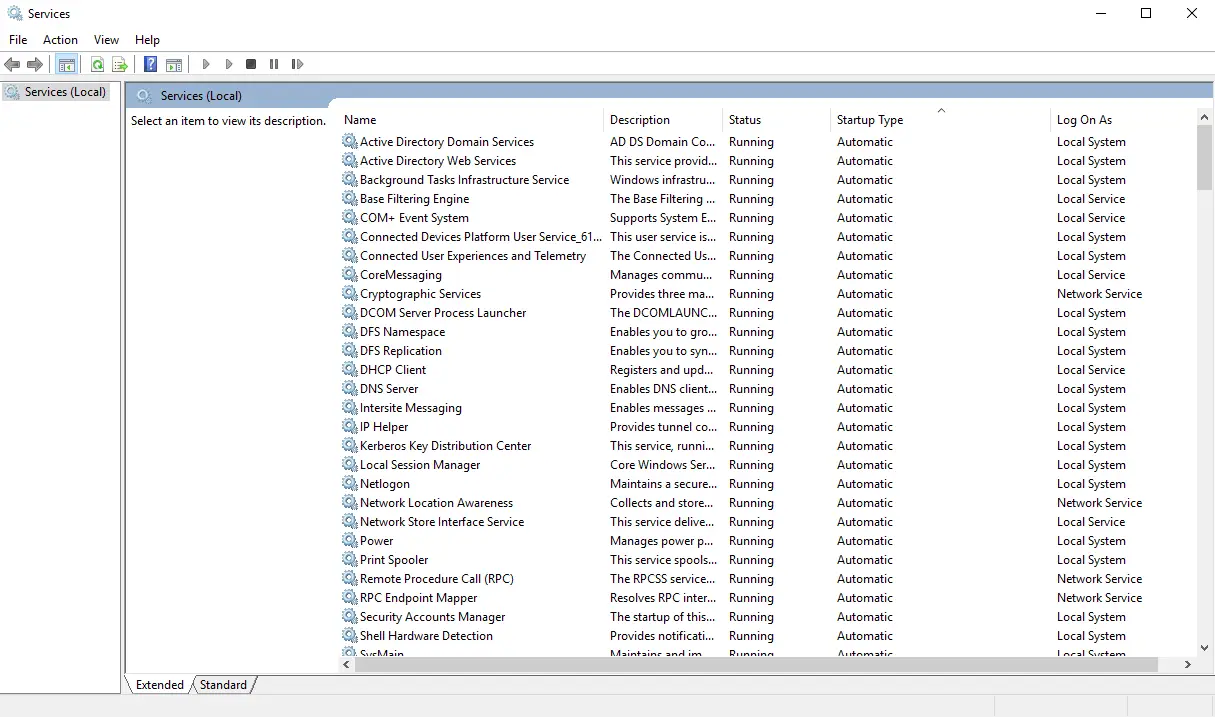 Services
File Action View Help
Services (Local)
Services (Local)
Select an item to view its description.
Name Description Status Startup Type Log On As
Active Directory Domain Services AD DS Domain Co... Running Automatic Local System
Active Directory Web Services This service provid... Running Automatic Local System
Background Tasks Infrastructure Service Windows infrastru... Running Automatic Local System
Base Filtering Engine The Base Filtering ... Running Automatic Local Service
COM+ Event System Supports System E... Running Automatic Local Service
Connected Devices Platform User Service_61... This user service is... Running Automatic Local System
Connected User Experiences and Telemetry The Connected Us... Running Automatic Local System
CoreMessaging Manages commu... Running Automatic Local Service
Cryptographic Services Provides three ma... Running Automatic Network Service
DCOM Server Process Launcher The DCOMLAUNC... Running Automatic Local System
DFS Namespace Enables you to gro... Running Automatic Local System
DFS Replication Enables you to syn... Running Automatic Local System
DHCP Client Registers and upd... Running Automatic Local Service
DNS Server Enables DNS client... Running Automatic Local System
Intersite Messaging Enables messages ... Running Automatic Local System
IP Helper Provides tunnel co... Running Automatic Local System
Kerberos Key Distribution Center This service, runni... Running Automatic Local System
Local Session Manager Core Windows Ser... Running Automatic Local System
Netlogon Maintains a secure... Running Automatic Local System
Network Location Awareness Collects and store... Running Automatic Network Service
Network Store Interface Service This service delive... Running Automatic Local Service
Power Manages power p... Running Automatic Local System
Print Spooler This service spools... Running Automatic Local System
Remote Procedure Call (RPC) The RPCSS service... Running Automatic Network Service
RPC Endpoint Mapper Resolves RPC inter... Running Automatic Network Service
Security Accounts Manager The startup of this... Running Automatic Local System
Shell Hardware Detection Provides notificati... Running Automatic Local System
SysMain Maintains and im... Running Automatic Local System
Extended Standard